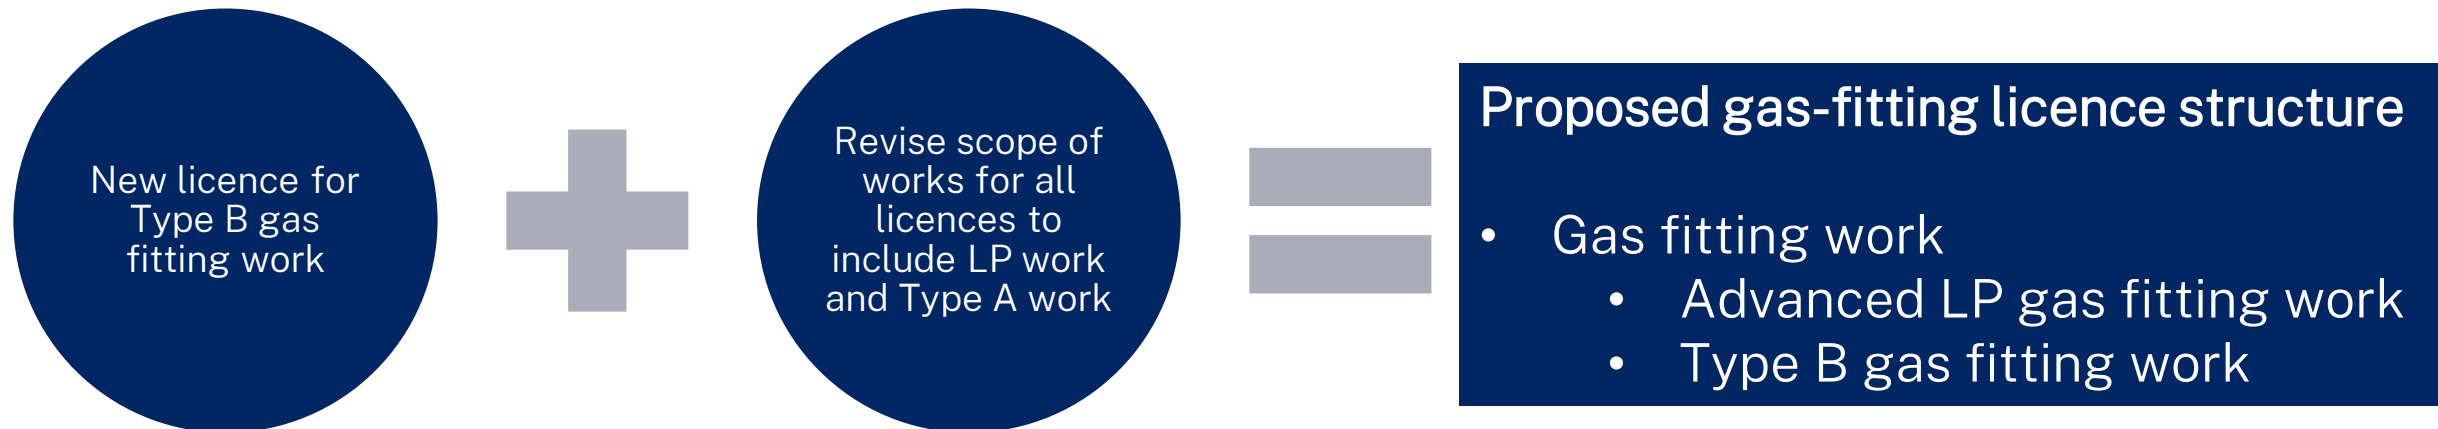 New licence for
Type B gas
fitting work
Revise scope of
works for all
licences to
include LP work
and Type A work
Proposed gas-fitting licence structure
• Gas fitting work
• Advanced LP gas fitting work
• Type B gas fitting work